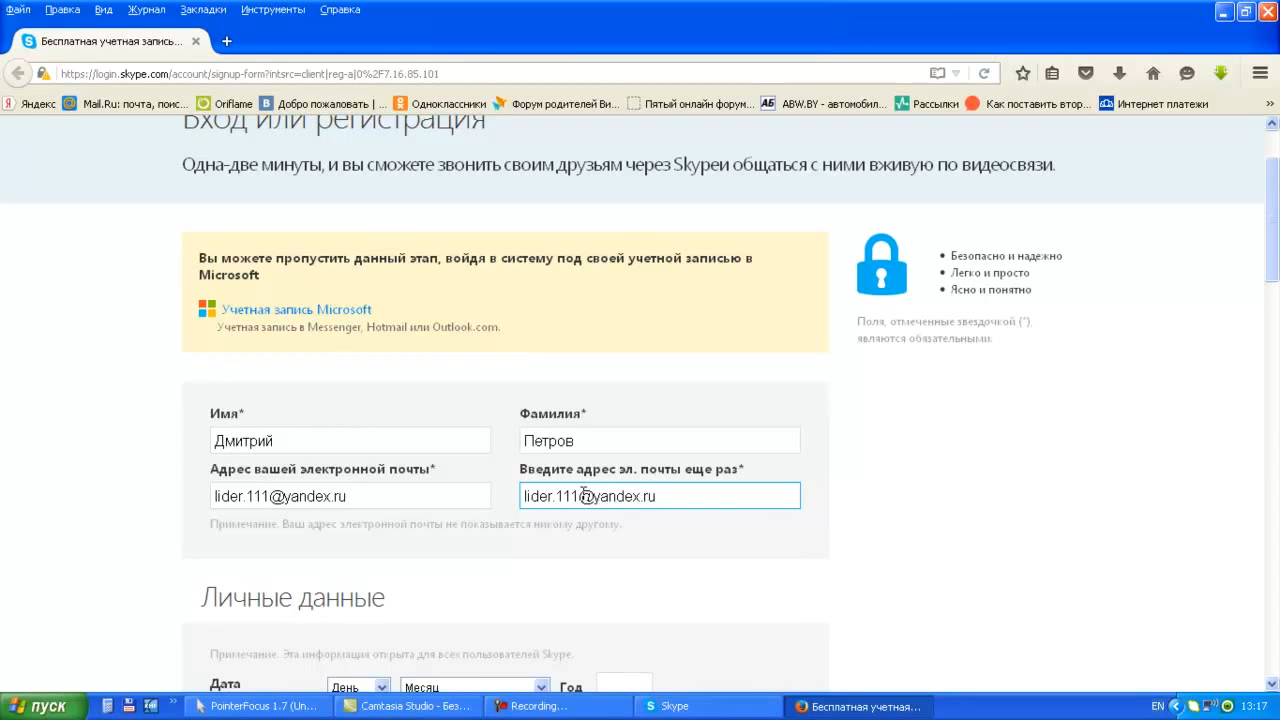 Файл Правка Вид Журнал Закладки Инструменты Справка
Бесплатная учетная запись...
https://login.skype.com/account/signup-form?intsrc=client|reg-a|0%2F7.16.85.101
Яндекс Mail.Ru: почта, поис... Oriflame Добро пожаловать | ... Одноклассники Форум родителей Ви... Пятый онлайн форум... АБ ABW.BY - автомобил... Рассылки Как поставить втор... Интернет платежи
Вход или регистрация
Одна-две минуты, и вы сможете звонить своим друзьям через Skypeи общаться с ними вживую по видеосвязи.
Вы можете пропустить данный этап, войдя в систему под своей учетной записью в
Microsoft
Учетная запись Microsoft
Учетная запись в Messenger, Hotmail или Outlook.com.
Безопасно и надежно
Легко и просто
Ясно и понятно
Поля, отмеченные звездочкой (*),
являются обязательными.
Имя* Фамилия*
Дмитрий Петров
Адрес вашей электронной почты* Введите адрес эл. почты еще раз*
lider.111@yandex.ru lider.111@yandex.ru
Примечание. Ваш адрес электронной почты не показывается никому другому.
Личные данные
Примечание. Эта информация открыта для всех пользователей Skype.
Дата День Месяц Год
пуск PointerFocus 1.7 (Un... Camtasia Studio - Без... Recording... Skype Бесплатная учетная... EN 13:17